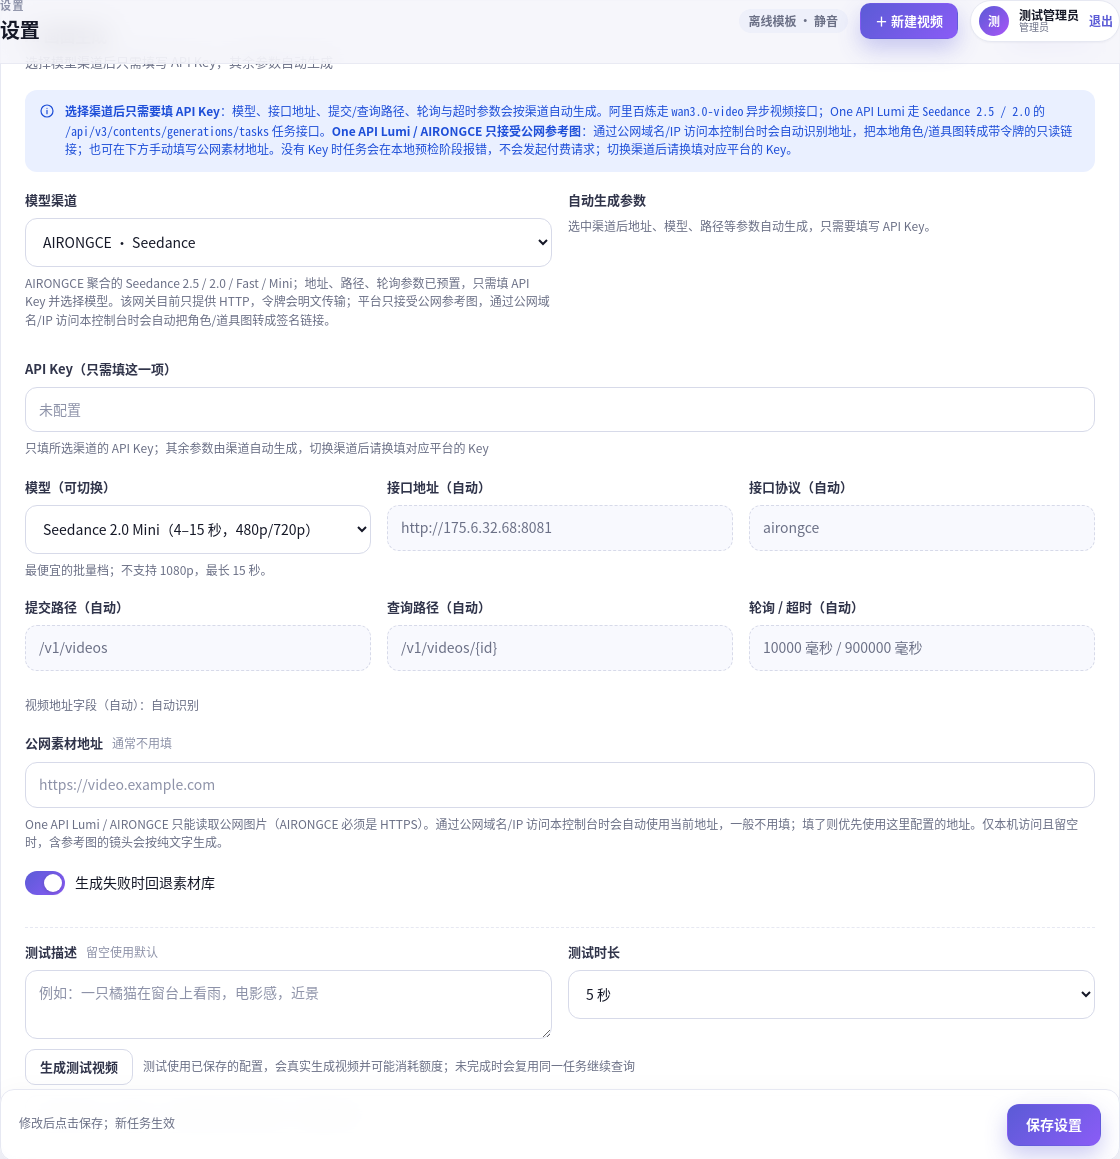 设置
设置
离线模板 · 静音
＋ 新建视频
测
测试管理员
管理员
退出
选择模型渠道后只需填写 API Key，其余参数自动生成
选择渠道后只需要填 API Key：模型、接口地址、提交/查询路径、轮询与超时参数会按渠道自动生成。阿里百炼走 wan3.0-video 异步视频接口；One API Lumi 走 Seedance 2.5 / 2.0 的
/api/v3/contents/generations/tasks 任务接口。One API Lumi / AIRONGCE 只接受公网参考图：通过公网域名/IP 访问本控制台时会自动识别地址，把本地角色/道具图转成带令牌的只读链
接；也可在下方手动填写公网素材地址。没有 Key 时任务会在本地预检阶段报错，不会发起付费请求；切换渠道后请换填对应平台的 Key。
模型渠道
自动生成参数
AIRONGCE · Seedance
选中渠道后地址、模型、路径等参数自动生成，只需要填写 API Key。
AIRONGCE 聚合的 Seedance 2.5 / 2.0 / Fast / Mini；地址、路径、轮询参数已预置，只需填 API
Key 并选择模型。该网关目前只提供 HTTP，令牌会明文传输；平台只接受公网参考图，通过公网域
名/IP 访问本控制台时会自动把角色/道具图转成签名链接。
API Key（只需填这一项）
未配置
只填所选渠道的 API Key；其余参数由渠道自动生成，切换渠道后请换填对应平台的 Key
模型（可切换）
接口地址（自动）
接口协议（自动）
Seedance 2.0 Mini（4–15 秒，480p/720p）
http://175.6.32.68:8081
airongce
最便宜的批量档；不支持 1080p，最长 15 秒。
提交路径（自动）
查询路径（自动）
轮询 / 超时（自动）
/v1/videos
/v1/videos/{id}
10000 毫秒 / 900000 毫秒
视频地址字段（自动）：自动识别
公网素材地址 通常不用填
https://video.example.com
One API Lumi / AIRONGCE 只能读取公网图片（AIRONGCE 必须是 HTTPS）。通过公网域名/IP 访问本控制台时会自动使用当前地址，一般不用填；填了则优先使用这里配置的地址。仅本机访问且留空
时，含参考图的镜头会按纯文字生成。
生成失败时回退素材库
测试描述 留空使用默认
测试时长
例如：一只橘猫在窗台上看雨，电影感，近景
5 秒
生成测试视频
测试使用已保存的配置，会真实生成视频并可能消耗额度；未完成时会复用同一任务继续查询
修改后点击保存；新任务生效
保存设置